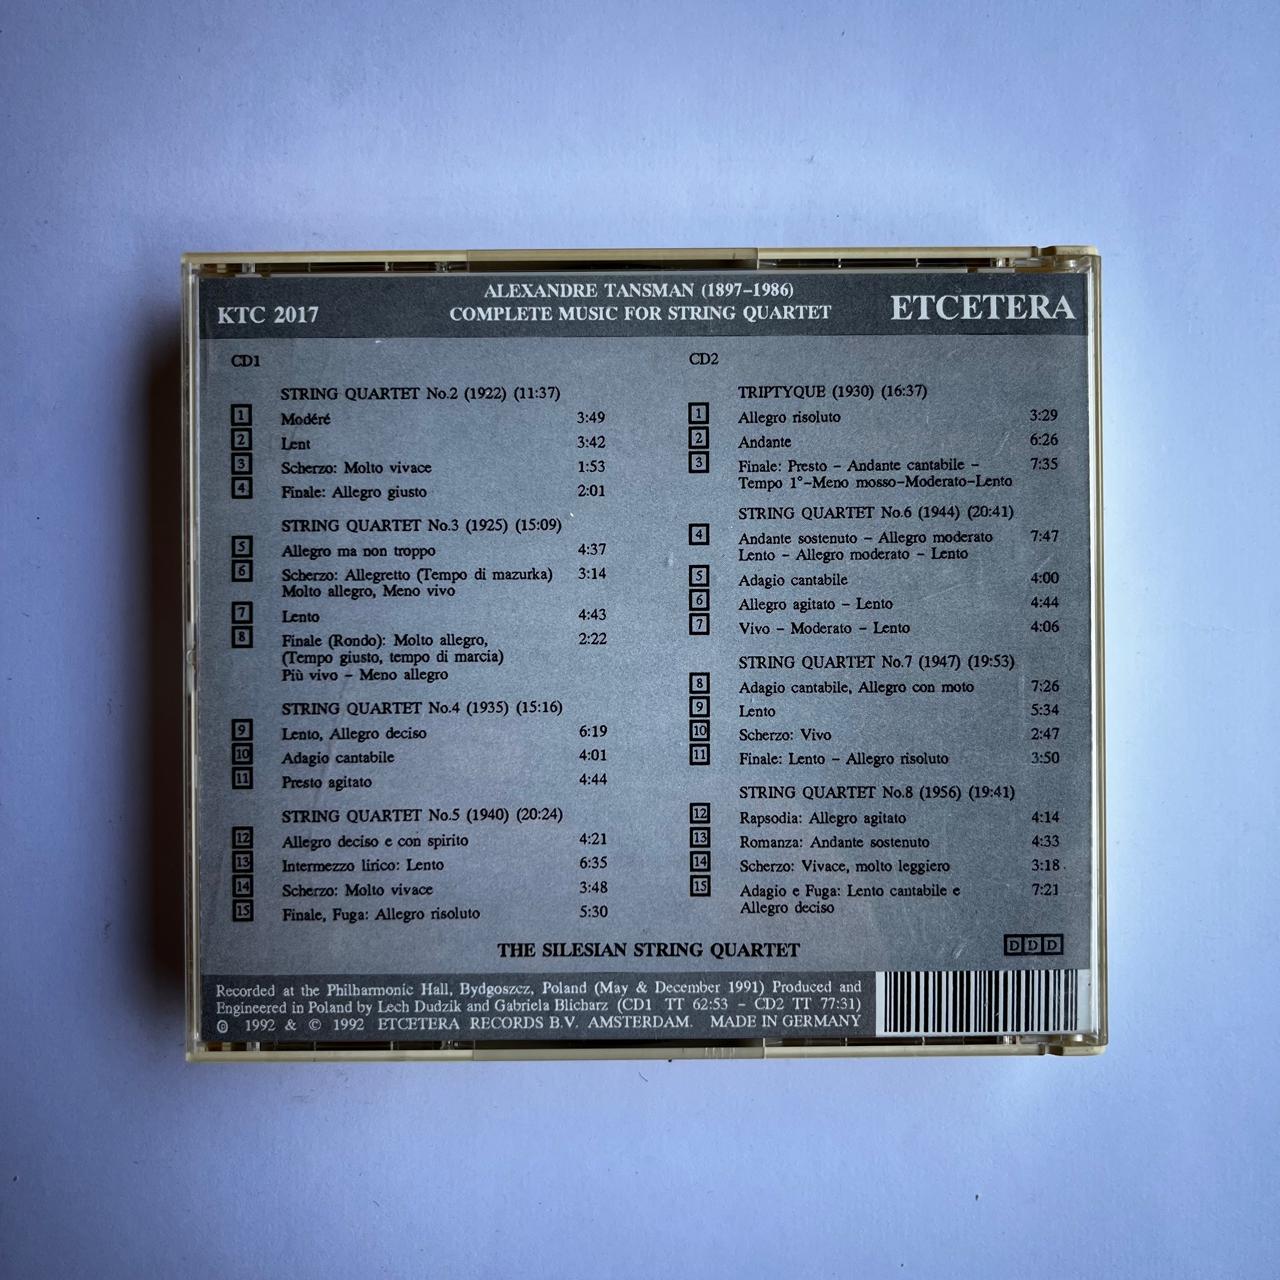 KTC 2017
ALEXANDRE TANSMAN (1897–1986)
COMPLETE MUSIC FOR STRING QUARTET
ETCETERA
CD1
STRING QUARTET No.2 (1922) (11:37)
1 Modéré 3:49
2 Lent 3:42
3 Scherzo: Molto vivace 1:53
4 Finale: Allegro giusto 2:01
STRING QUARTET No.3 (1925) (15:09)
5 Allegro ma non troppo 4:37
6 Scherzo: Allegretto (Tempo di mazurka) 3:14
Molto allegro, Meno vivo
7 Lento 4:43
8 Finale (Rondo): Molto allegro, 2:22
(Tempo giusto, tempo di marcia)
Più vivo – Meno allegro
STRING QUARTET No.4 (1935) (15:16)
9 Lento, Allegro deciso 6:19
10 Adagio cantabile 4:01
11 Presto agitato 4:44
STRING QUARTET No.5 (1940) (20:24)
12 Allegro deciso e con spirito 4:21
13 Intermezzo lirico: Lento 6:35
14 Scherzo: Molto vivace 3:48
15 Finale, Fuga: Allegro risoluto 5:30
CD2
TRIPTYQUE (1930) (16:37)
1 Allegro risoluto 3:29
2 Andante 6:26
3 Finale: Presto – Andante cantabile – 7:35
Tempo 1°–Meno mosso–Moderato–Lento
STRING QUARTET No.6 (1944) (20:41)
4 Andante sostenuto – Allegro moderato 7:47
Lento – Allegro moderato – Lento
5 Adagio cantabile 4:00
6 Allegro agitato – Lento 4:44
7 Vivo – Moderato – Lento 4:06
STRING QUARTET No.7 (1947) (19:53)
8 Adagio cantabile, Allegro con moto 7:26
9 Lento 5:34
10 Scherzo: Vivo 2:47
11 Finale: Lento – Allegro risoluto 3:50
STRING QUARTET No.8 (1956) (19:41)
12 Rapsodia: Allegro agitato 4:14
13 Romanza: Andante sostenuto 4:33
14 Scherzo: Vivace, molto leggiero 3:18
15 Adagio e Fuga: Lento cantabile e 7:21
Allegro deciso
THE SILESIAN STRING QUARTET
DDD
Recorded at the Philharmonic Hall, Bydgoszcz, Poland (May & December 1991) Produced and
Engineered in Poland by Lech Dudzik and Gabriela Blicharz (CD1 TT 62:53 – CD2 TT 77:31)
℗ 1992 & © 1992 ETCETERA RECORDS B.V. AMSTERDAM. MADE IN GERMANY